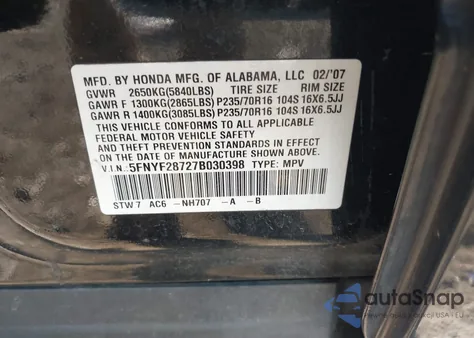 MFD. BY HONDA MFG. OF ALABAMA, LLC 02/'07
GVWR 2650KG(5840LBS) TIRE SIZE RIM SIZE
GAWR F 1300KG(2865LBS) P235/70R16 104S 16X6.5JJ
GAWR R 1400KG(3085LBS) P235/70R16 104S 16X6.5JJ
THIS VEHICLE CONFORMS TO ALL APPLICABLE
FEDERAL MOTOR VEHICLE SAFETY
AND THEFT PREVENTION STANDARDS IN EFFECT
ON THE DATE OF MANUFACTURE SHOWN ABOVE.
V.I.N.: 5FNYF28727B030398 TYPE: MPV
STW7 AC6 -NH707 -A -B
autoSnap